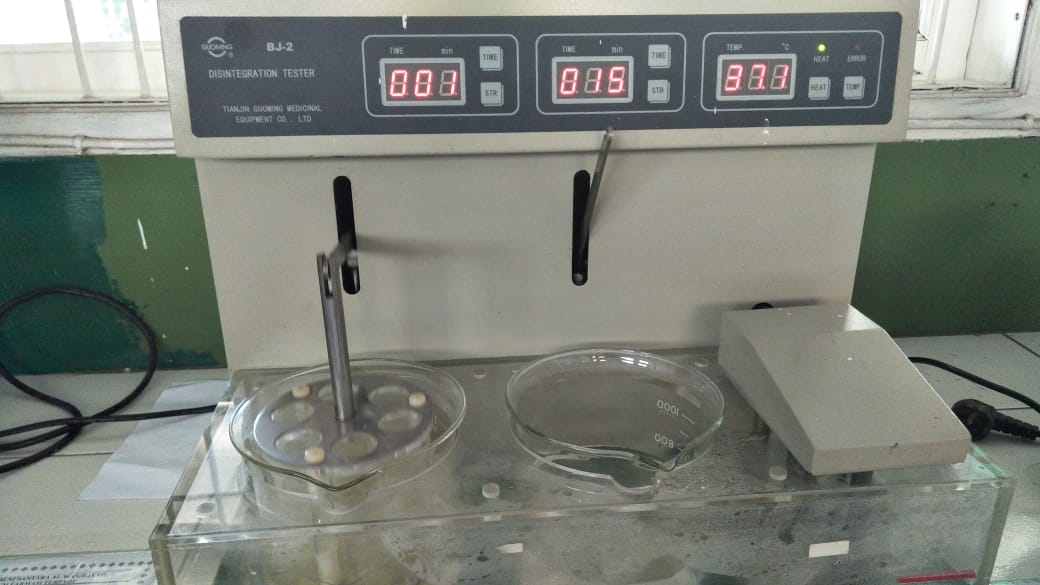 GUOMING
®
BJ-2
DISINTEGRATION TESTER
TIANJIN GUOMING MEDICINAL
EQUIPMENT CO., LTD
TIME min
001
TIME
STR
TIME min
015
TIME
STR
TEMP. °C
37.1
HEAT
ERROR
HEAT
TEMP.
1000
800